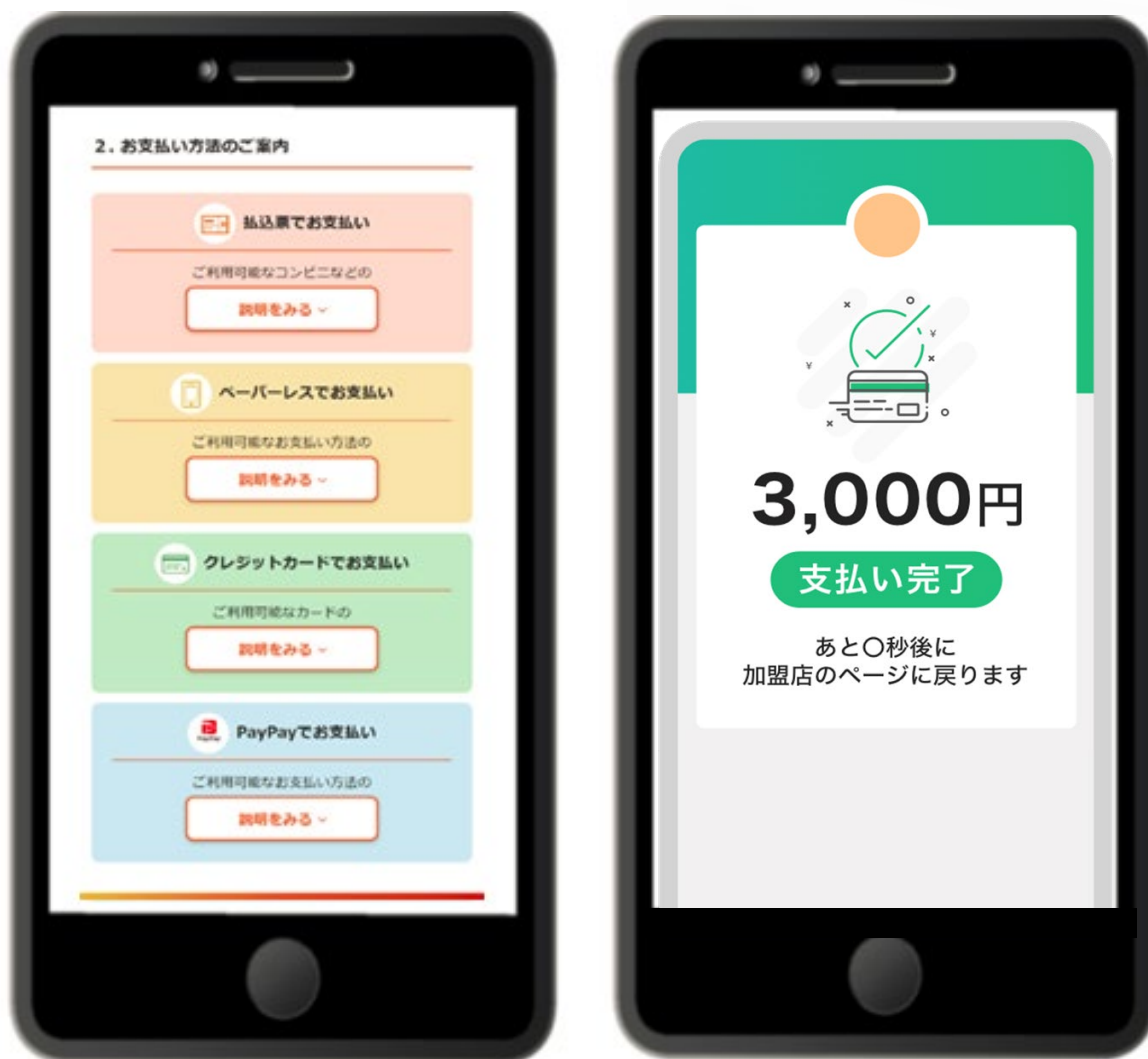 2. お支払い方法のご案内
払込票でお支払い
ご利用可能なコンビニなどの
説明をみる
ペーパーレスでお支払い
ご利用可能なお支払い方法の
説明をみる
クレジットカードでお支払い
ご利用可能なカードの
説明をみる
PayPay
PayPayでお支払い
ご利用可能なお支払い方法の
説明をみる
¥
¥
3,000円
支払い完了
あと〇秒後に
加盟店のページに戻ります